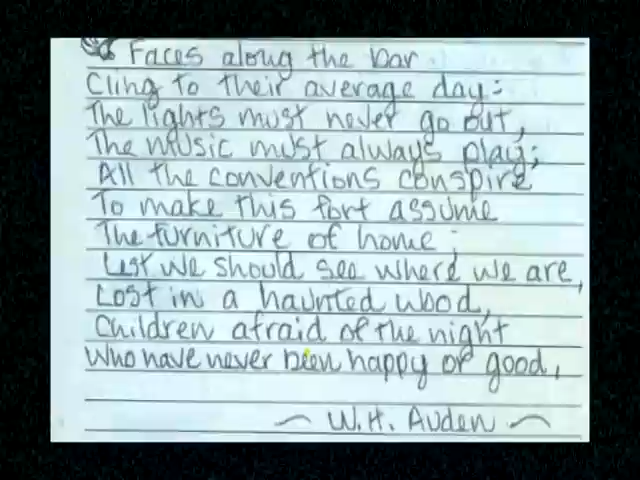 Faces along the bar
Cling to their average day:
The lights must never go out,
The music must always play;
All the conventions conspire
To make this fort assume
The furniture of home;
Lest we should see where we are,
Lost in a haunted wood,
Children afraid of the night
Who have never been happy or good,
~ W.H. Auden ~